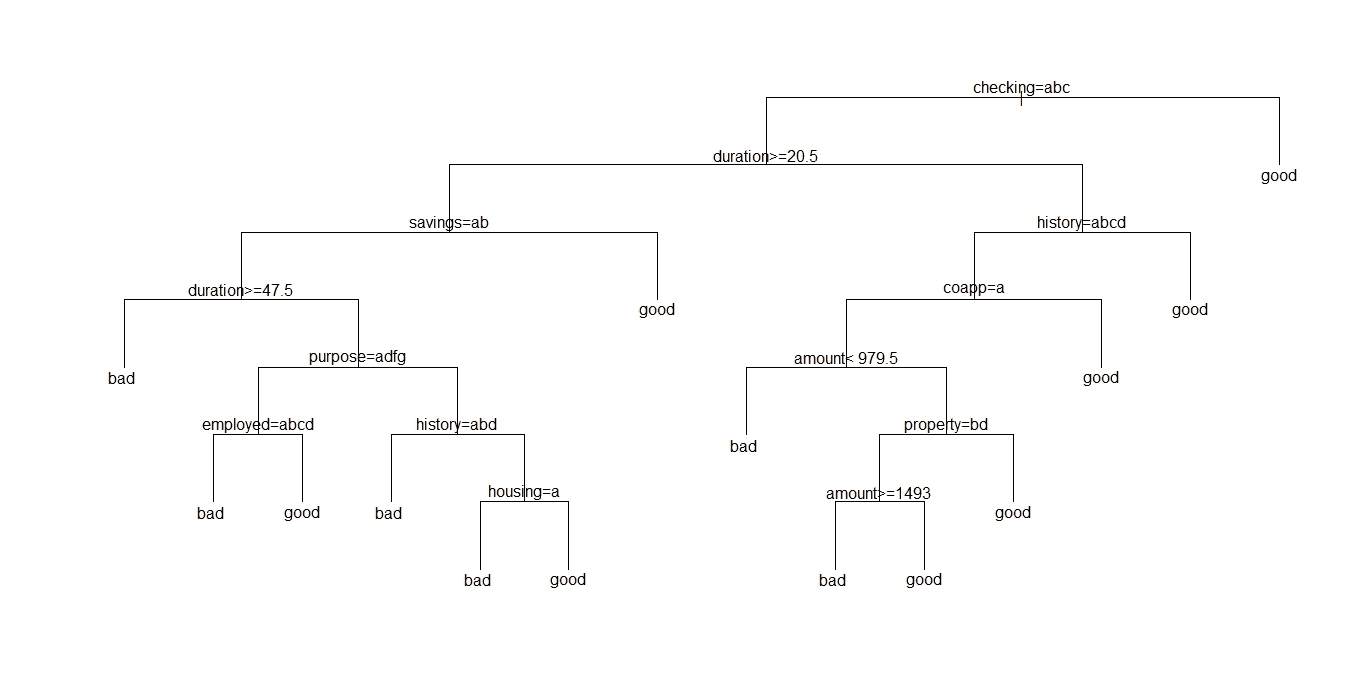 checking=abc
duration>=20.5
good
savings=ab
history=abcd
duration>=47.5
good
coapp=a
good
bad
purpose=adfg
amount< 979.5
good
employed=abcd
history=abd
bad
property=bd
bad
good
bad
housing=a
amount>=1493
good
bad
good
bad
good